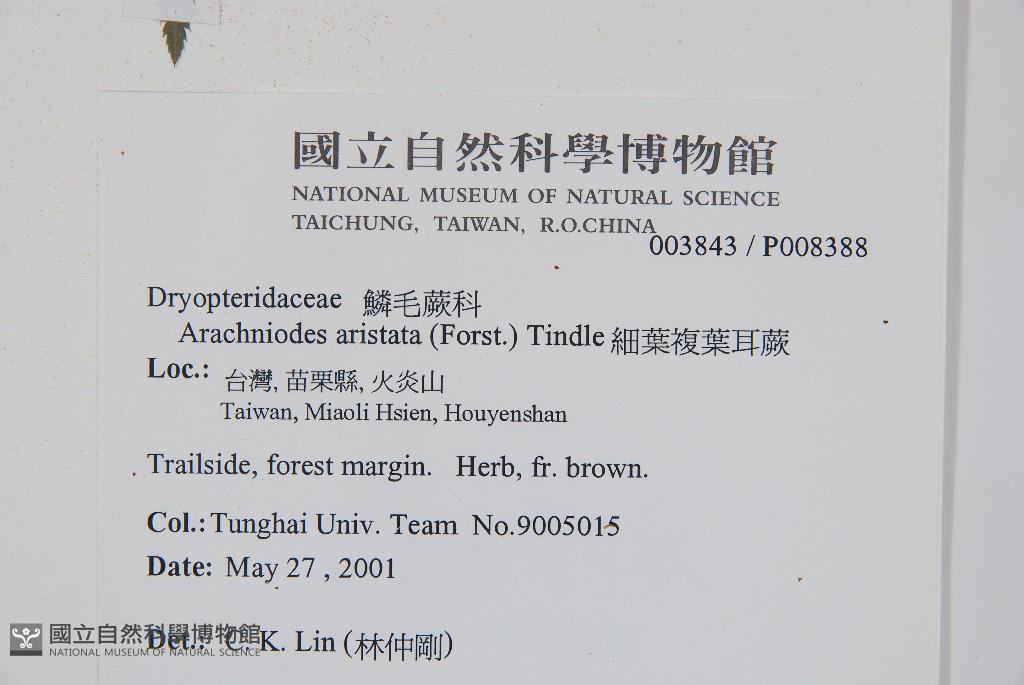 國立自然科學博物館
NATIONAL MUSEUM OF NATURAL SCIENCE
TAICHUNG, TAIWAN, R.O.CHINA
003843 / P008388
Dryopteridaceae 鱗毛蕨科
Arachniodes aristata (Forst.) Tindle 細葉複葉耳蕨
Loc.: 台灣, 苗栗縣, 火炎山
Taiwan, Miaoli Hsien, Houyenshan
Trailside, forest margin. Herb, fr. brown.
Col.: Tunghai Univ. Team No.9005015
Date: May 27 , 2001
Det.: C. K. Lin (林仲剛)
國立自然科學博物館
NATIONAL MUSEUM OF NATURAL SCIENCE